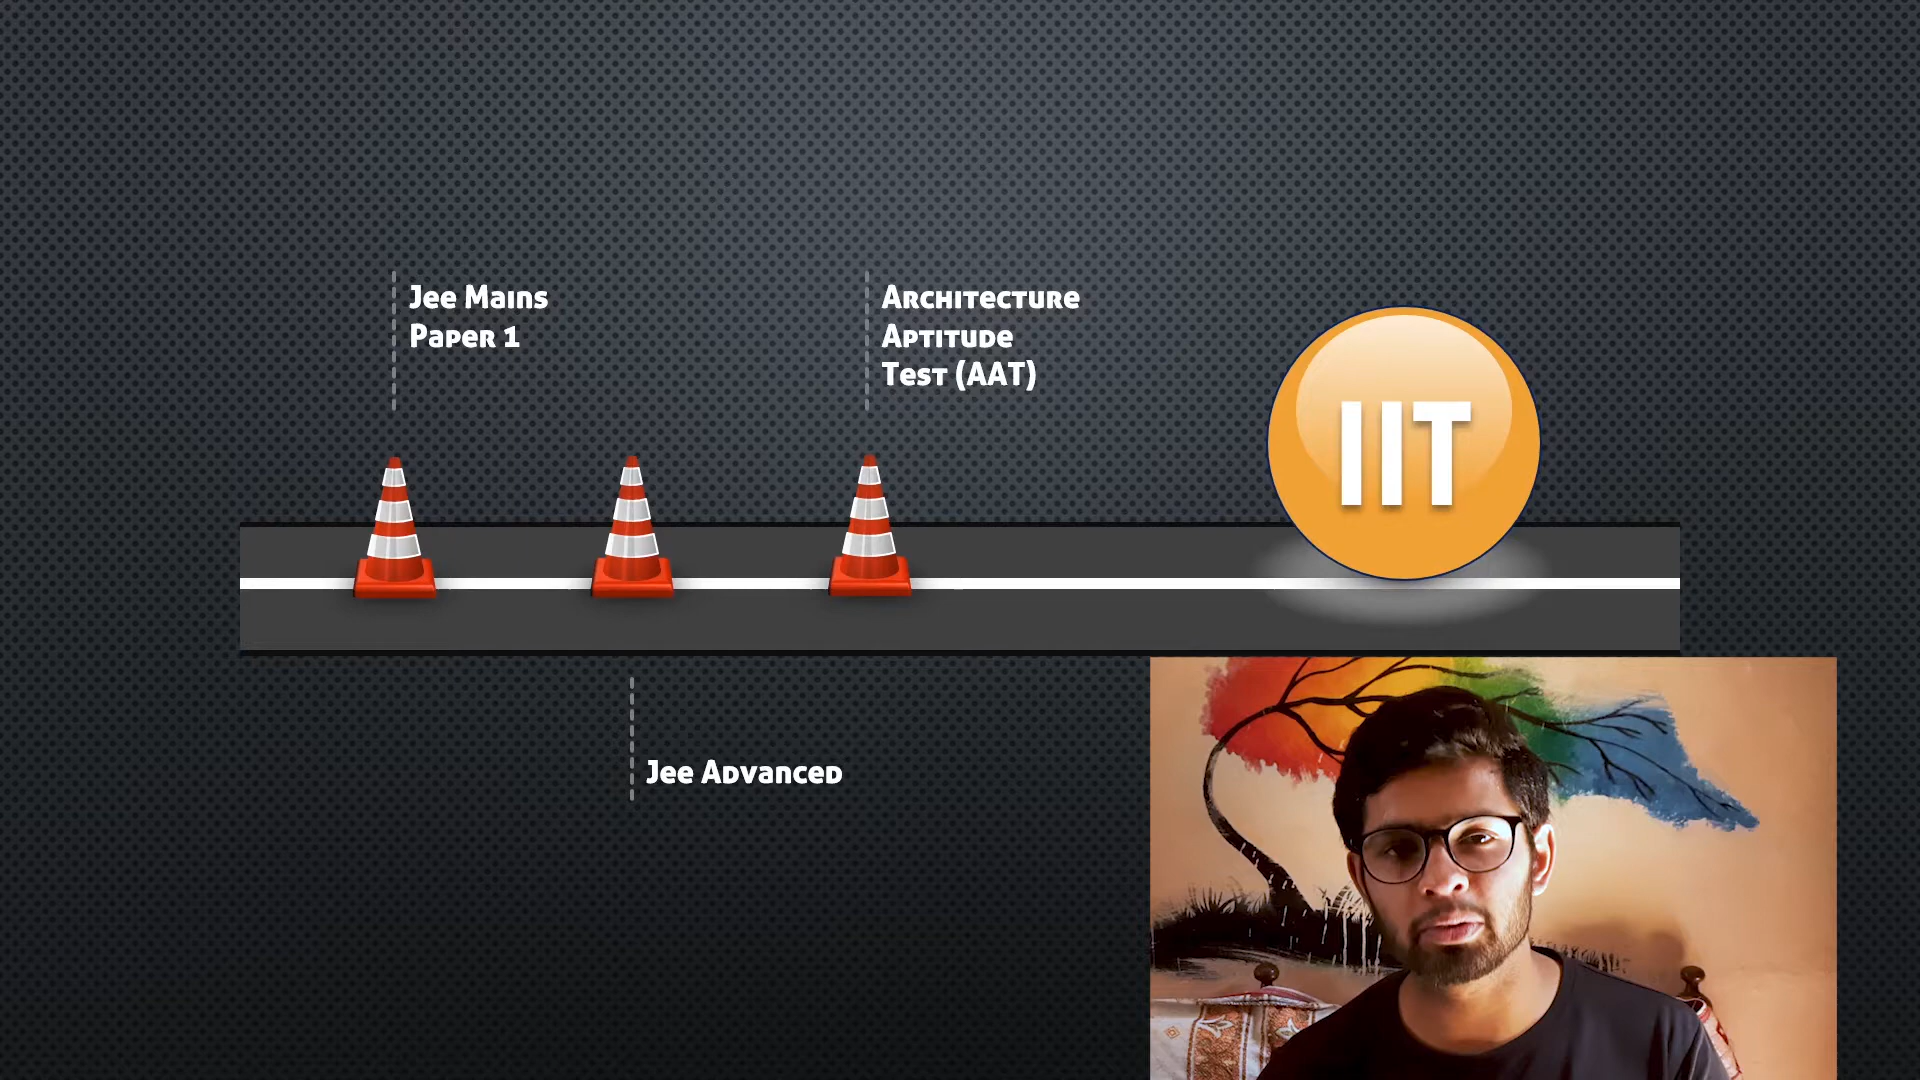 Jee Mains
Paper 1
Architecture
Aptitude
Test (AAT)
IIT
Jee Advanced